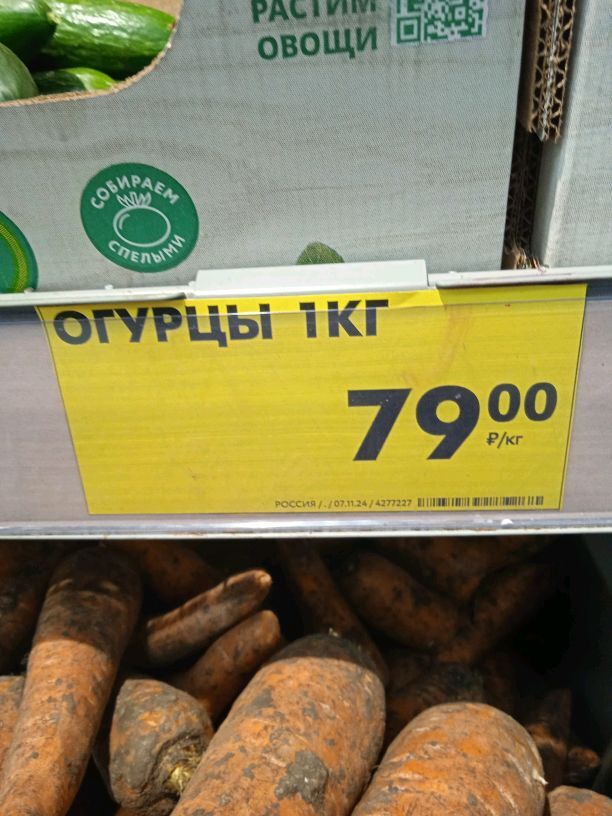 РАСТИМ
ОВОЩИ
СОБИРАЕМ
СПЕЛЫМИ
ОГУРЦЫ 1КГ
79 00
₽/кг
РОССИЯ / . / 07.11.24 / 4277227